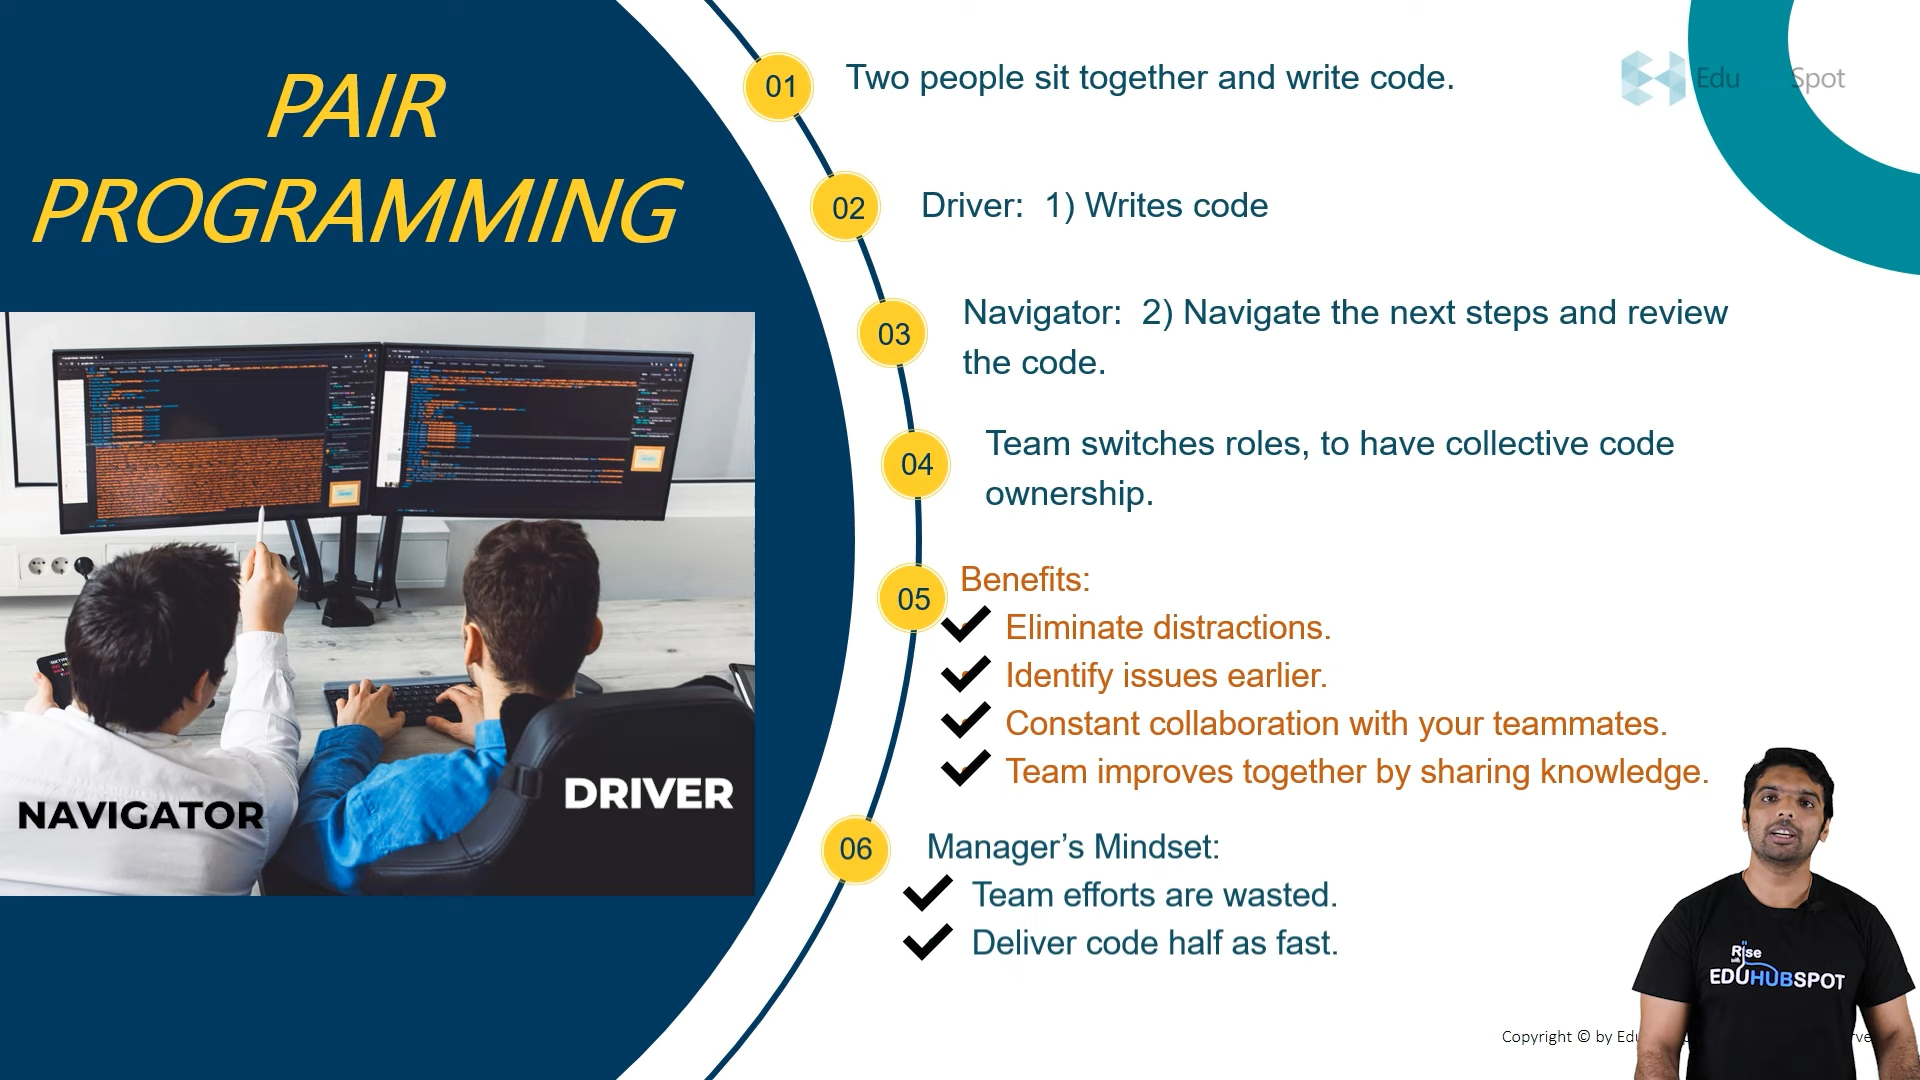 PAIR
PROGRAMMING
01
Two people sit together and write code.
Edu Spot
02
Driver: 1) Writes code
03
Navigator: 2) Navigate the next steps and review
the code.
04
Team switches roles, to have collective code
ownership.
05
Benefits:
Eliminate distractions.
Identify issues earlier.
Constant collaboration with your teammates.
Team improves together by sharing knowledge.
06
Manager’s Mindset:
Team efforts are wasted.
Deliver code half as fast.
NAVIGATOR
DRIVER
Rise
with
EDUHUBSPOT
Copyright © by